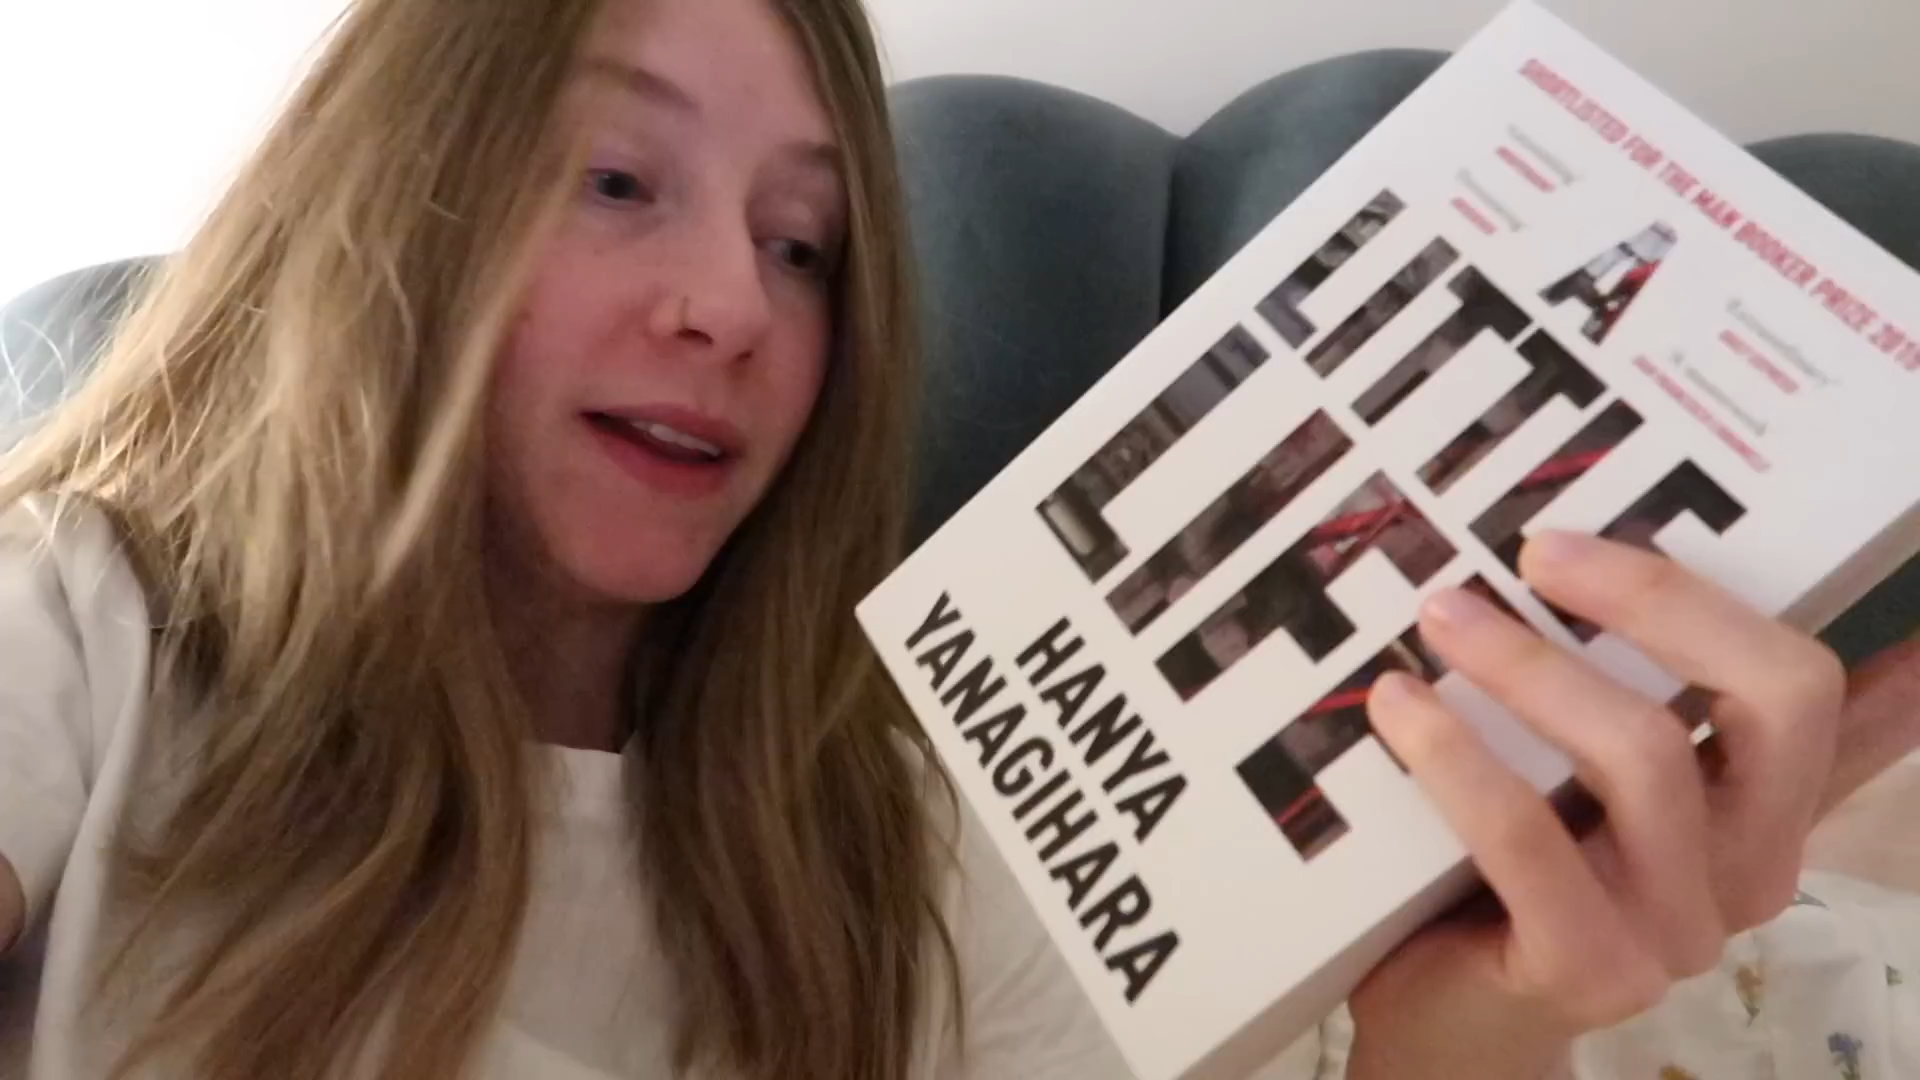 SHORTLISTED FOR THE MAN BOOKER PRIZE 2015
A
LITTLE
LIFE
HANYA
YANAGIHARA